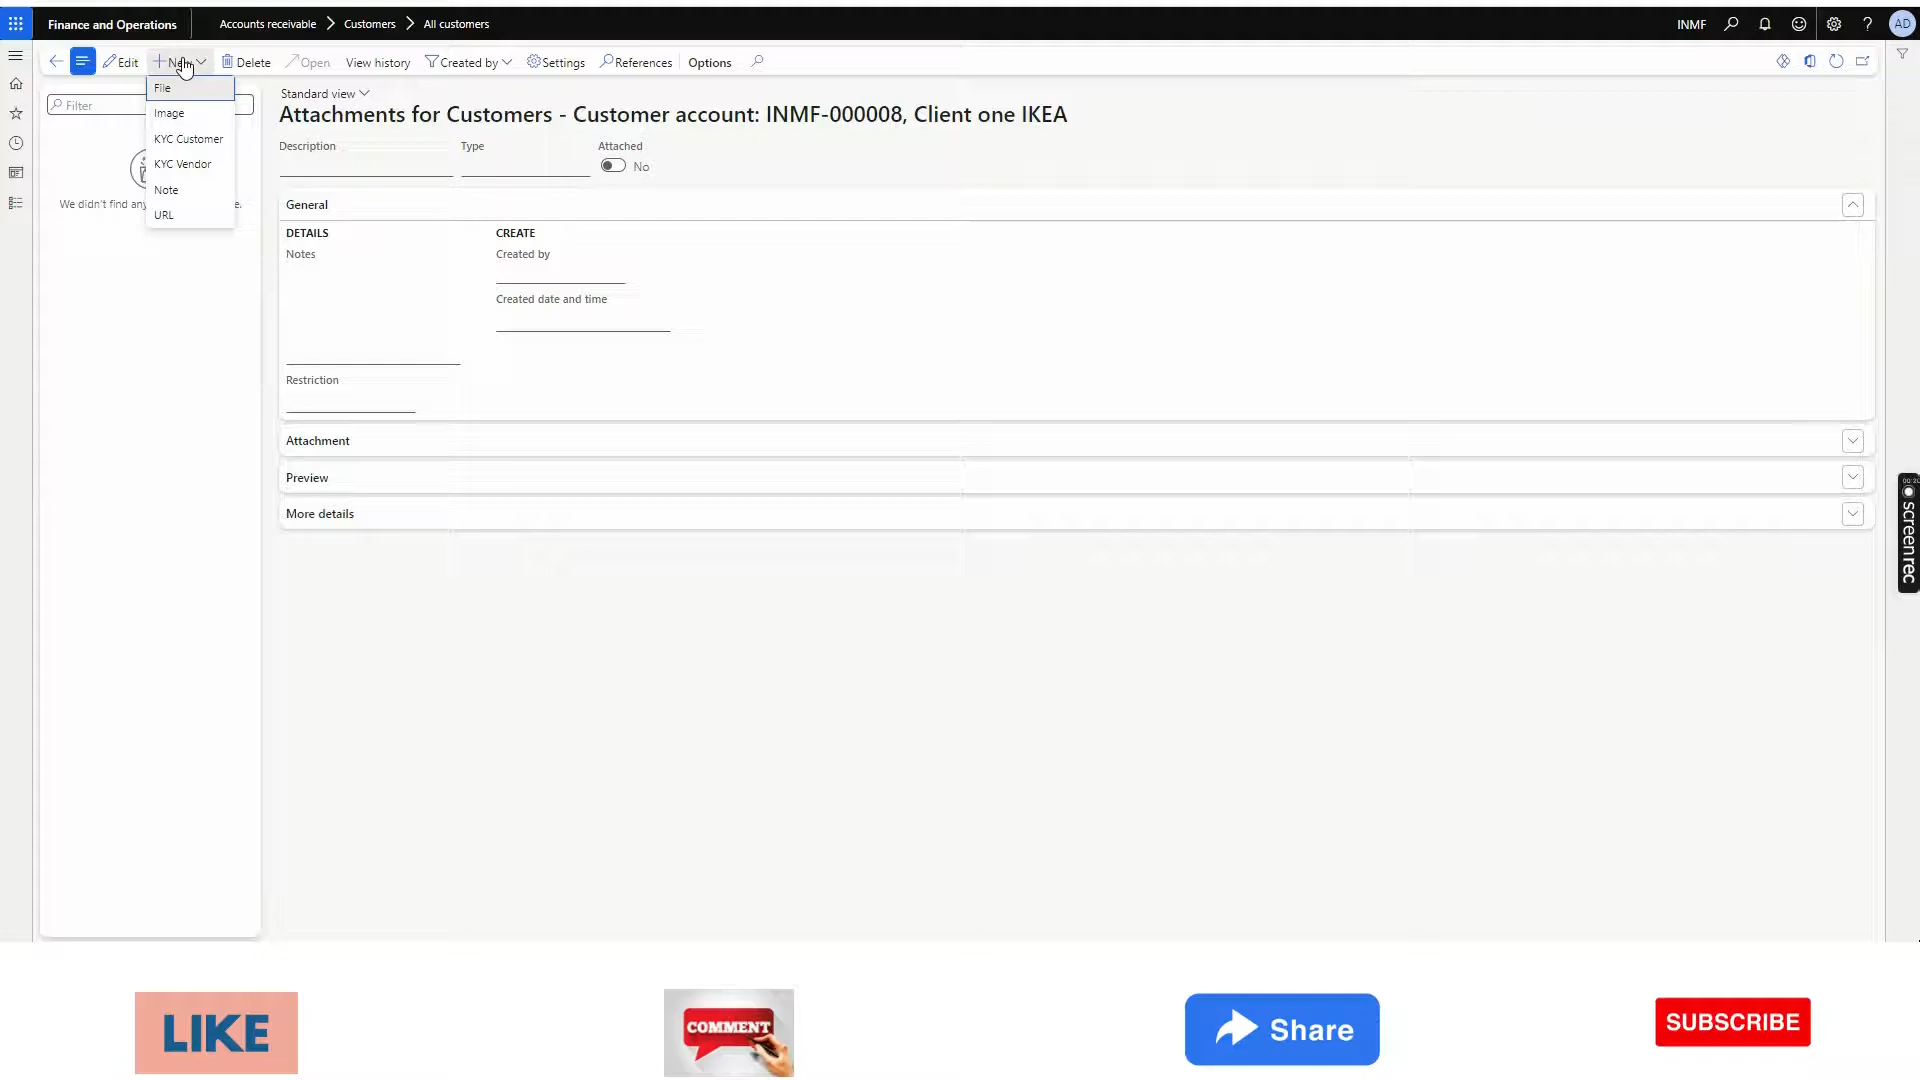 Finance and Operations
Accounts receivable
Customers
All customers
INMF
AD
Edit
New
Delete
Open
View history
Created by
Settings
References
Options
File
Image
KYC Customer
KYC Vendor
Note
URL
Filter
We didn't find any
Standard view
Attachments for Customers - Customer account: INMF-000008, Client one IKEA
Description
Type
Attached
No
General
DETAILS
CREATE
Notes
Created by
Created date and time
Restriction
Attachment
Preview
More details
screenrec
LIKE
COMMENT
Share
SUBSCRIBE